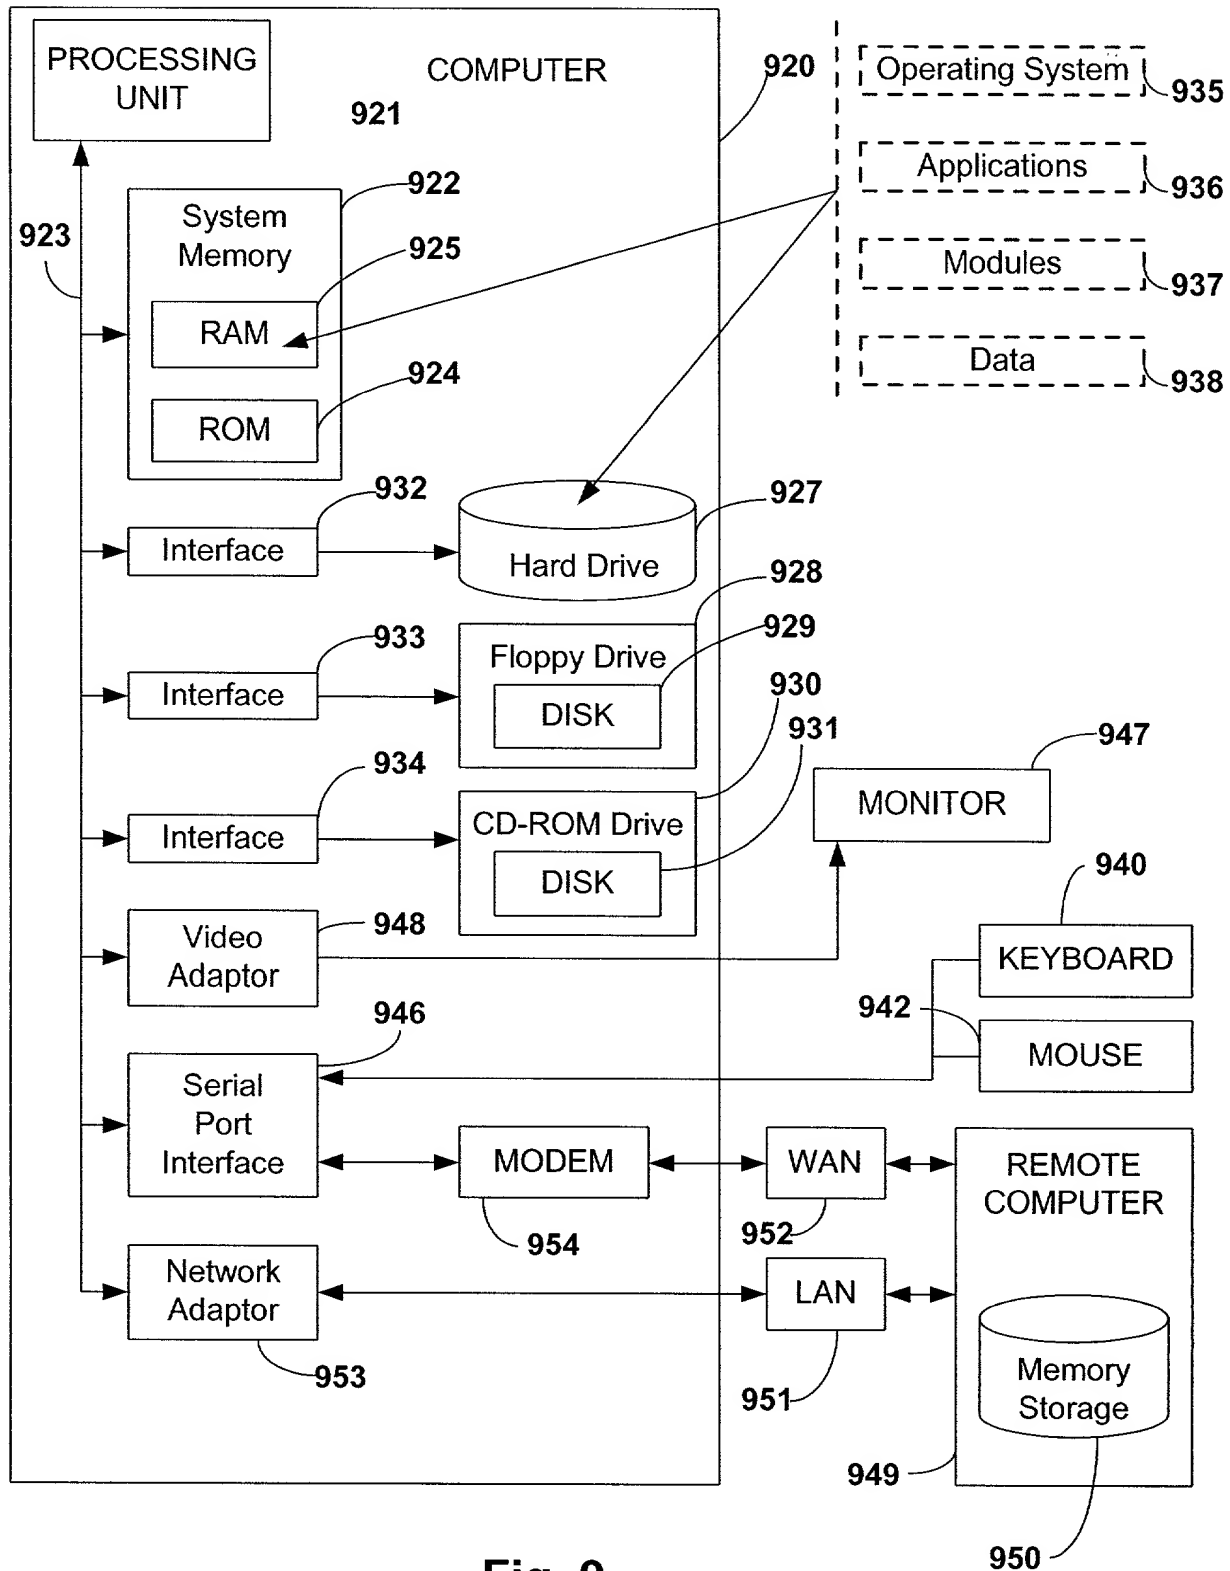 PROCESSING
UNIT
COMPUTER
921
920
Operating System
935
Applications
936
Modules
937
Data
938
923
922
System
Memory
925
RAM
924
ROM
932
Interface
927
Hard Drive
928
933
Interface
929
Floppy Drive
DISK
930
931
934
Interface
CD-ROM Drive
DISK
947
MONITOR
948
Video
Adaptor
940
KEYBOARD
942
MOUSE
946
Serial
Port
Interface
MODEM
954
WAN
952
REMOTE
COMPUTER
Network
Adaptor
953
LAN
951
Memory
Storage
949
950
Fig. 9